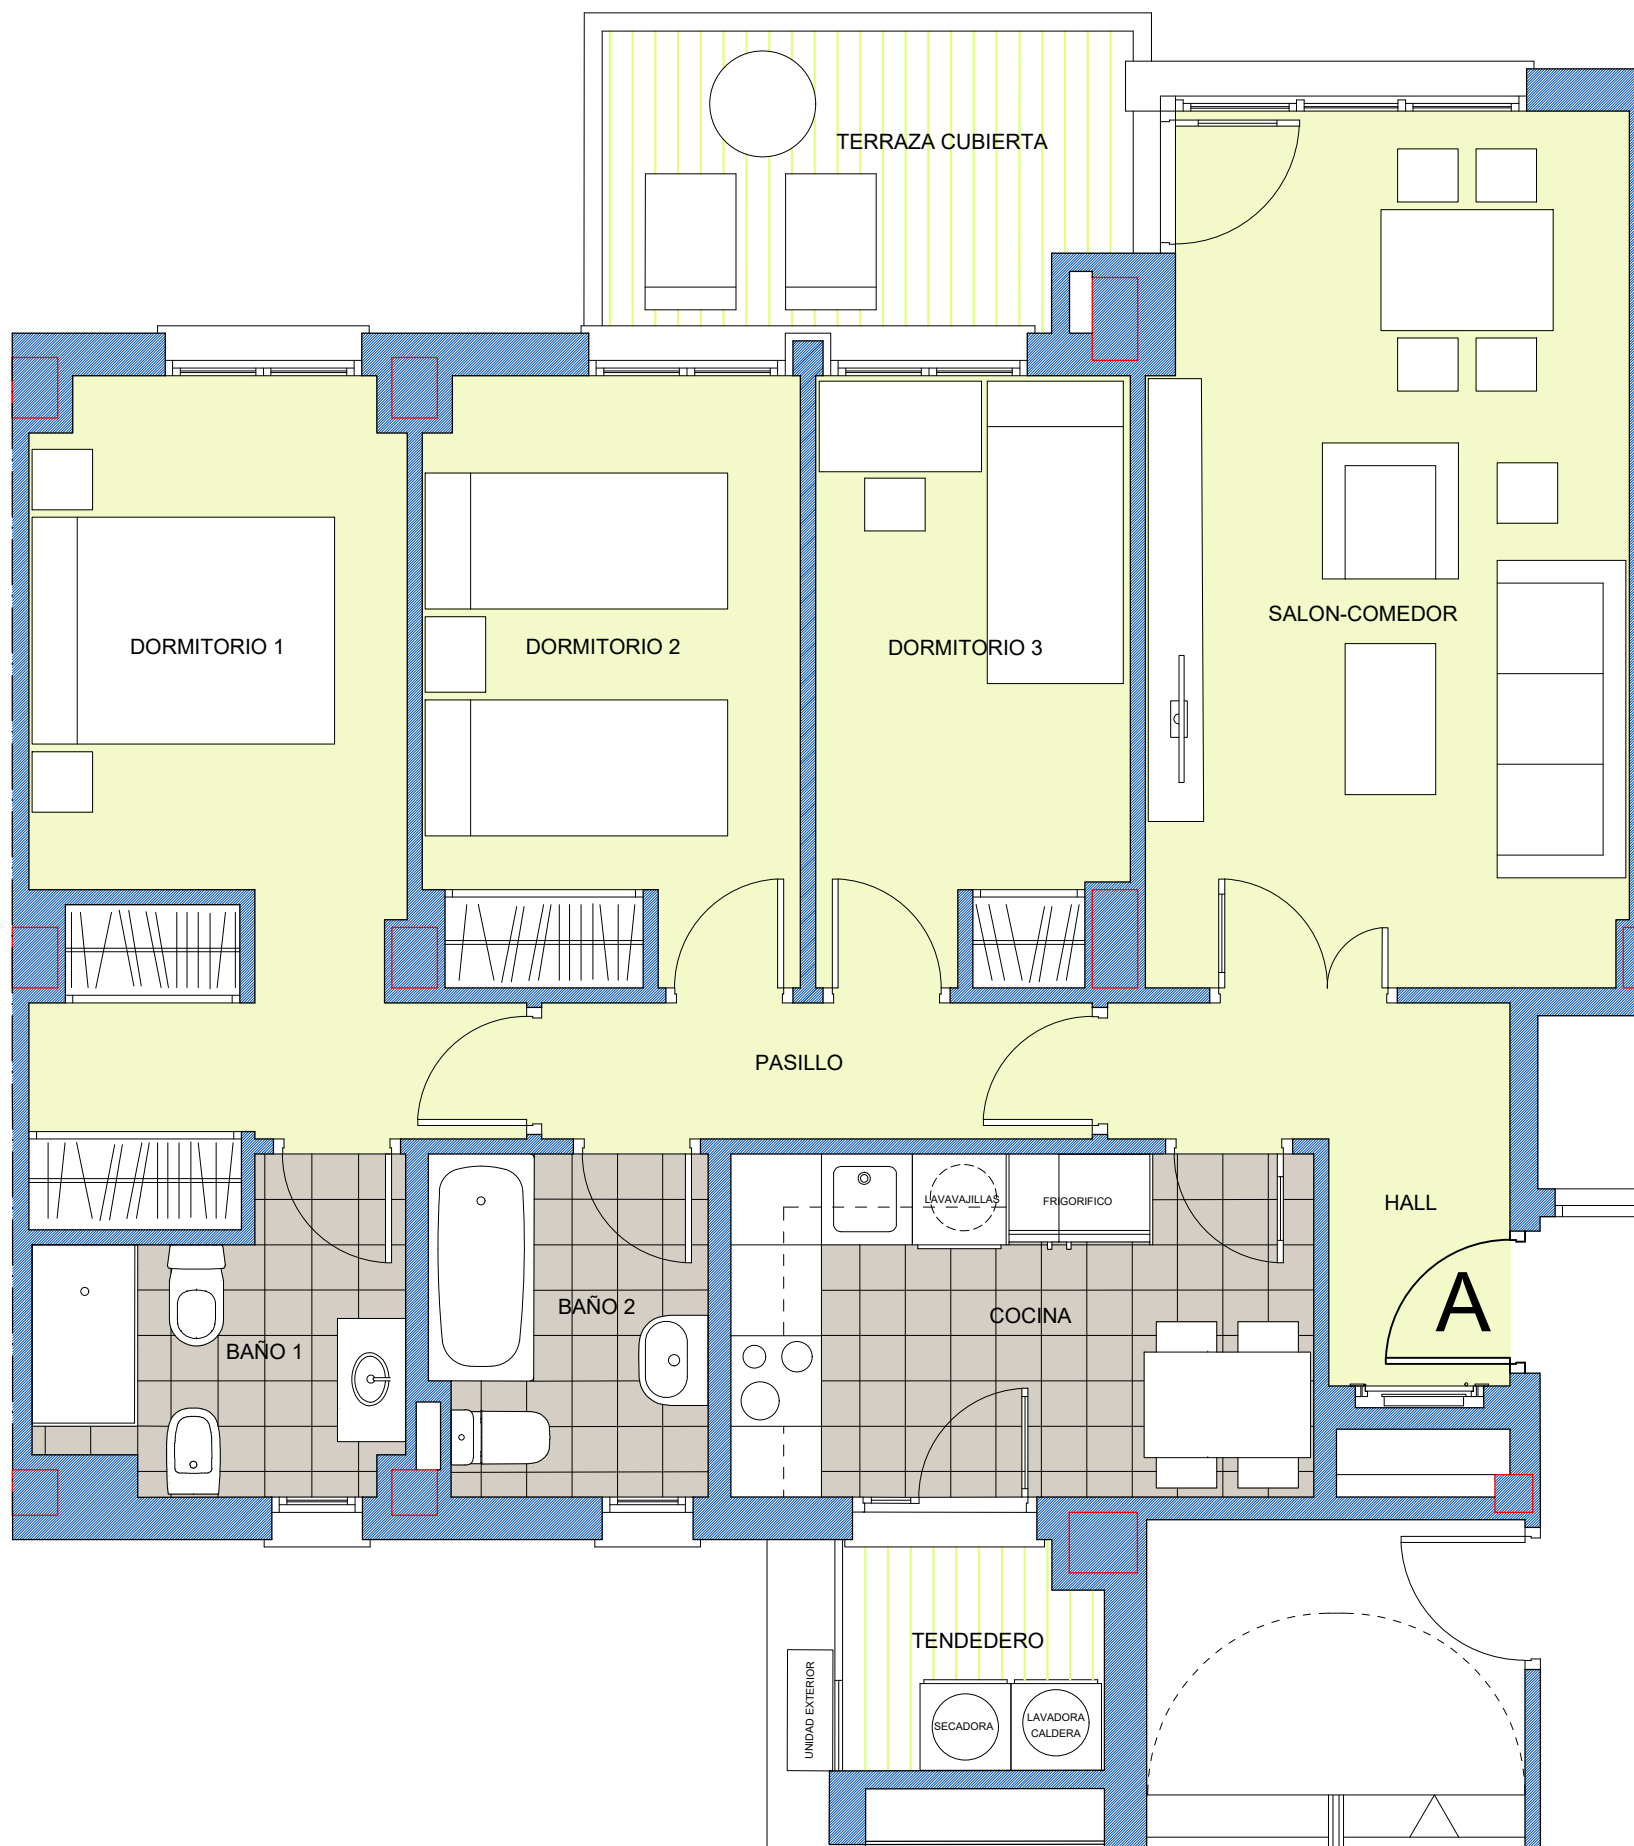 TERRAZA CUBIERTA
SALON-COMEDOR
DORMITORIO 1
DORMITORIO 2
DORMITORIO 3
PASILLO
HALL
LAVAVAJILLAS
FRIGORIFICO
A
BAÑO 2
COCINA
BAÑO 1
TENDEDERO
UNIDAD EXTERIOR
SECADORA
LAVADORA
CALDERA